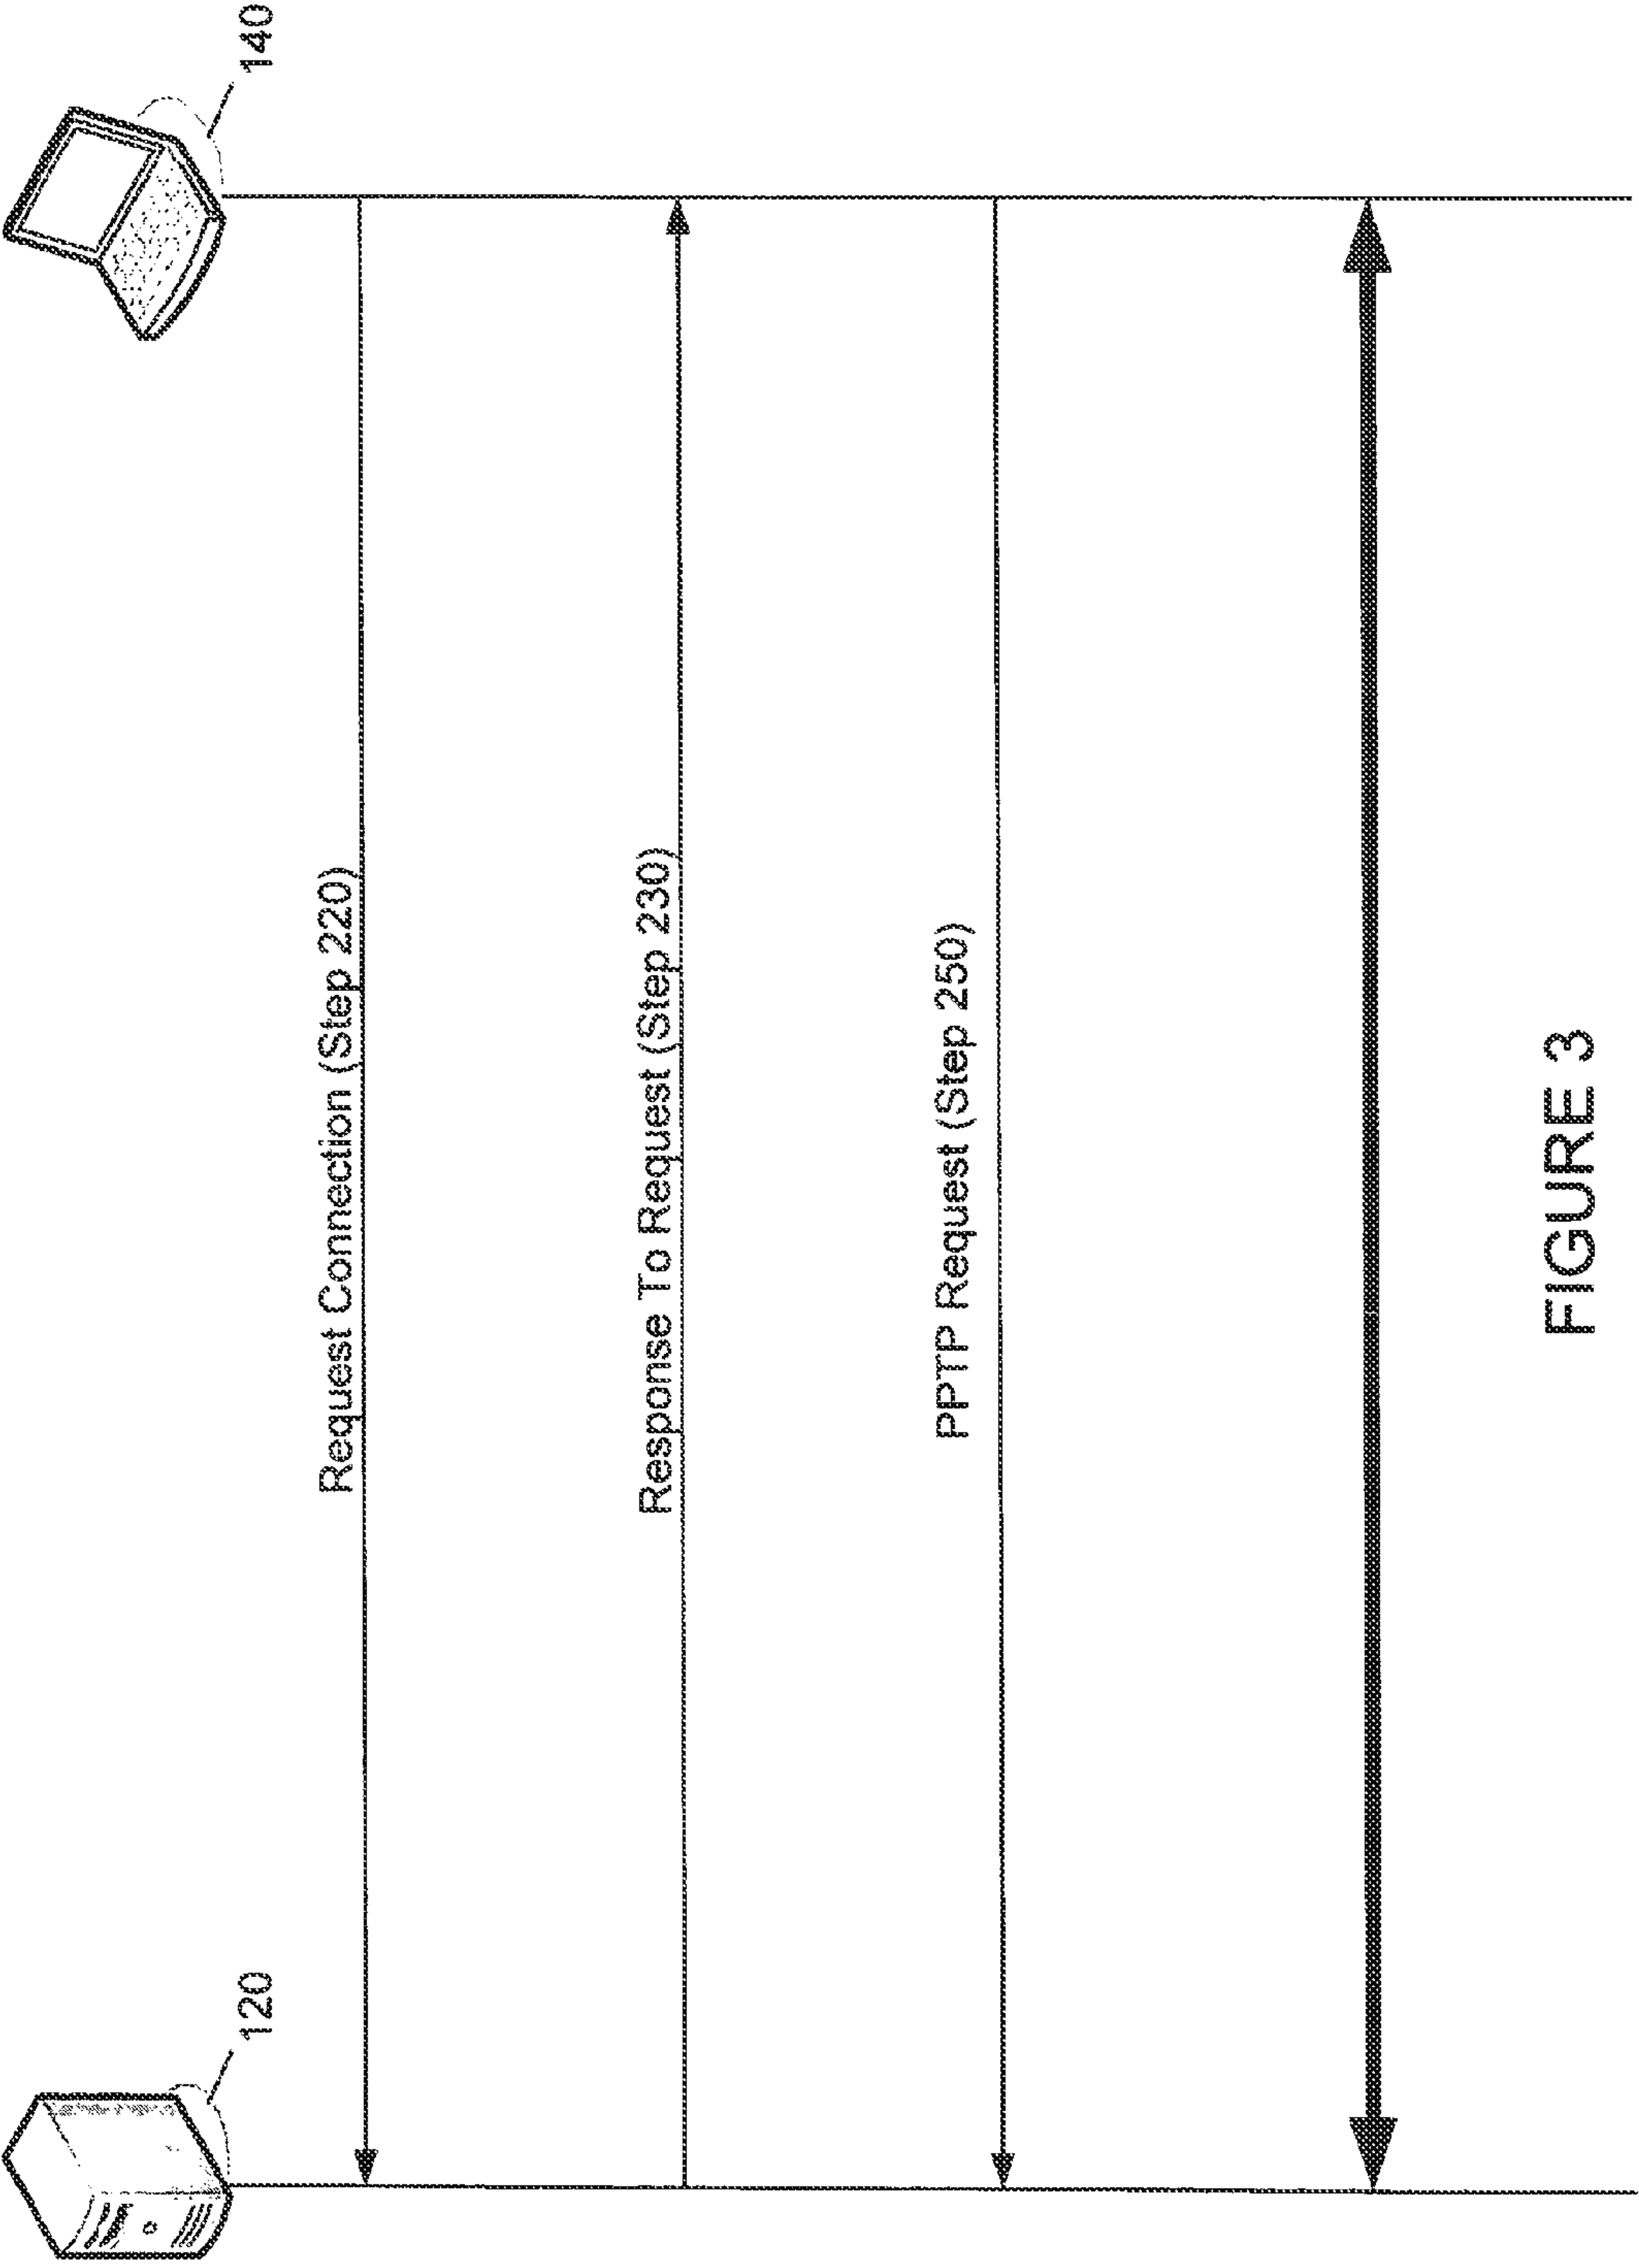 120
140
Request Connection (Step 220)
Response To Request (Step 230)
PPTP Request (Step 250)
FIGURE 3